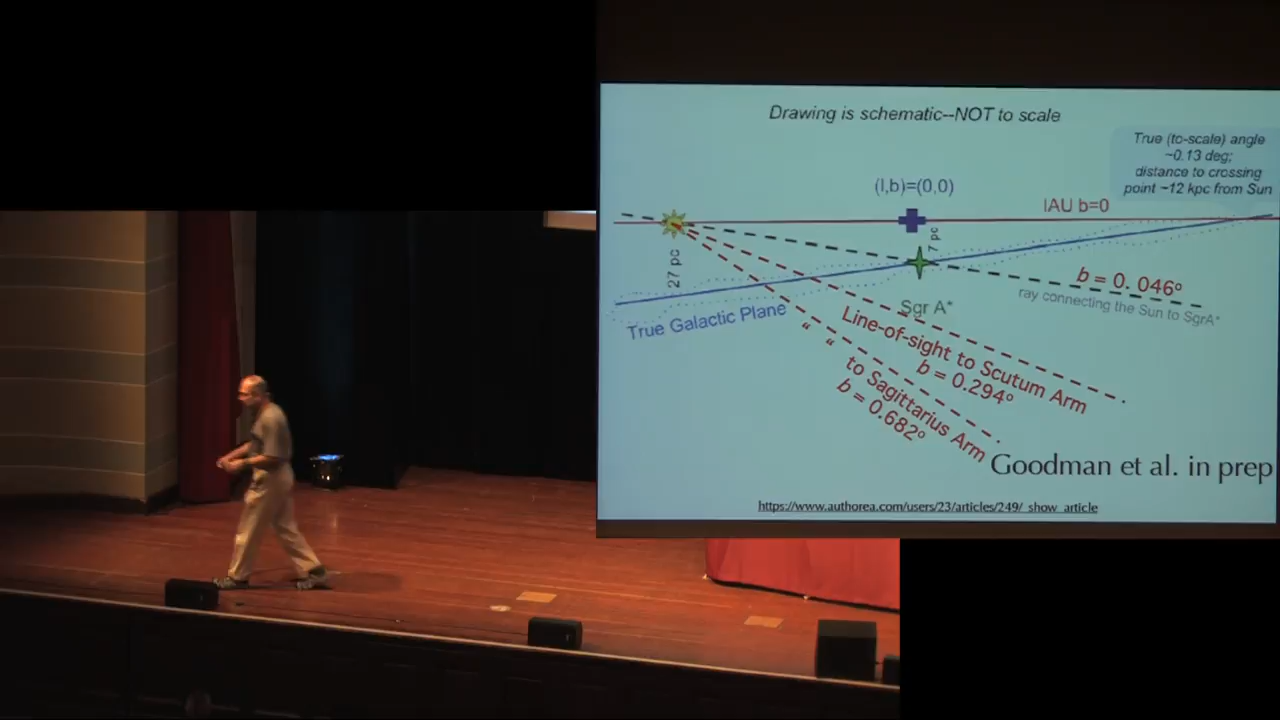 Drawing is schematic--NOT to scale
True (to-scale) angle
~0.13 deg;
distance to crossing
point ~12 kpc from Sun
(l,b)=(0,0)
IAU b=0
7 pc
27 pc
b = 0. 046°
ray connecting the Sun to SgrA*
Sgr A*
True Galactic Plane
Line-of-sight to Scutum Arm
b = 0.294°
“ “ to Sagittarius Arm
b = 0.682°
Goodman et al. in prep
https://www.authorea.com/users/23/articles/249/_show_article